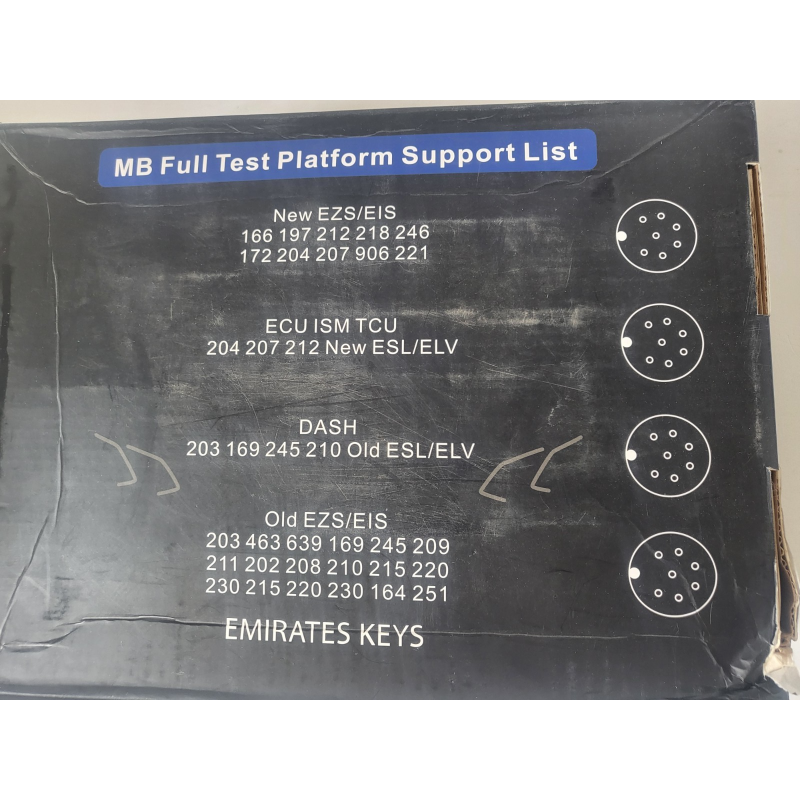 MB Full Test Platform Support List
New EZS/EIS
166 197 212 218 246
172 204 207 906 221
ECU ISM TCU
204 207 212 New ESL/ELV
DASH
203 169 245 210 Old ESL/ELV
Old EZS/EIS
203 463 639 169 245 209
211 202 208 210 215 220
230 215 220 230 164 251
EMIRATES KEYS